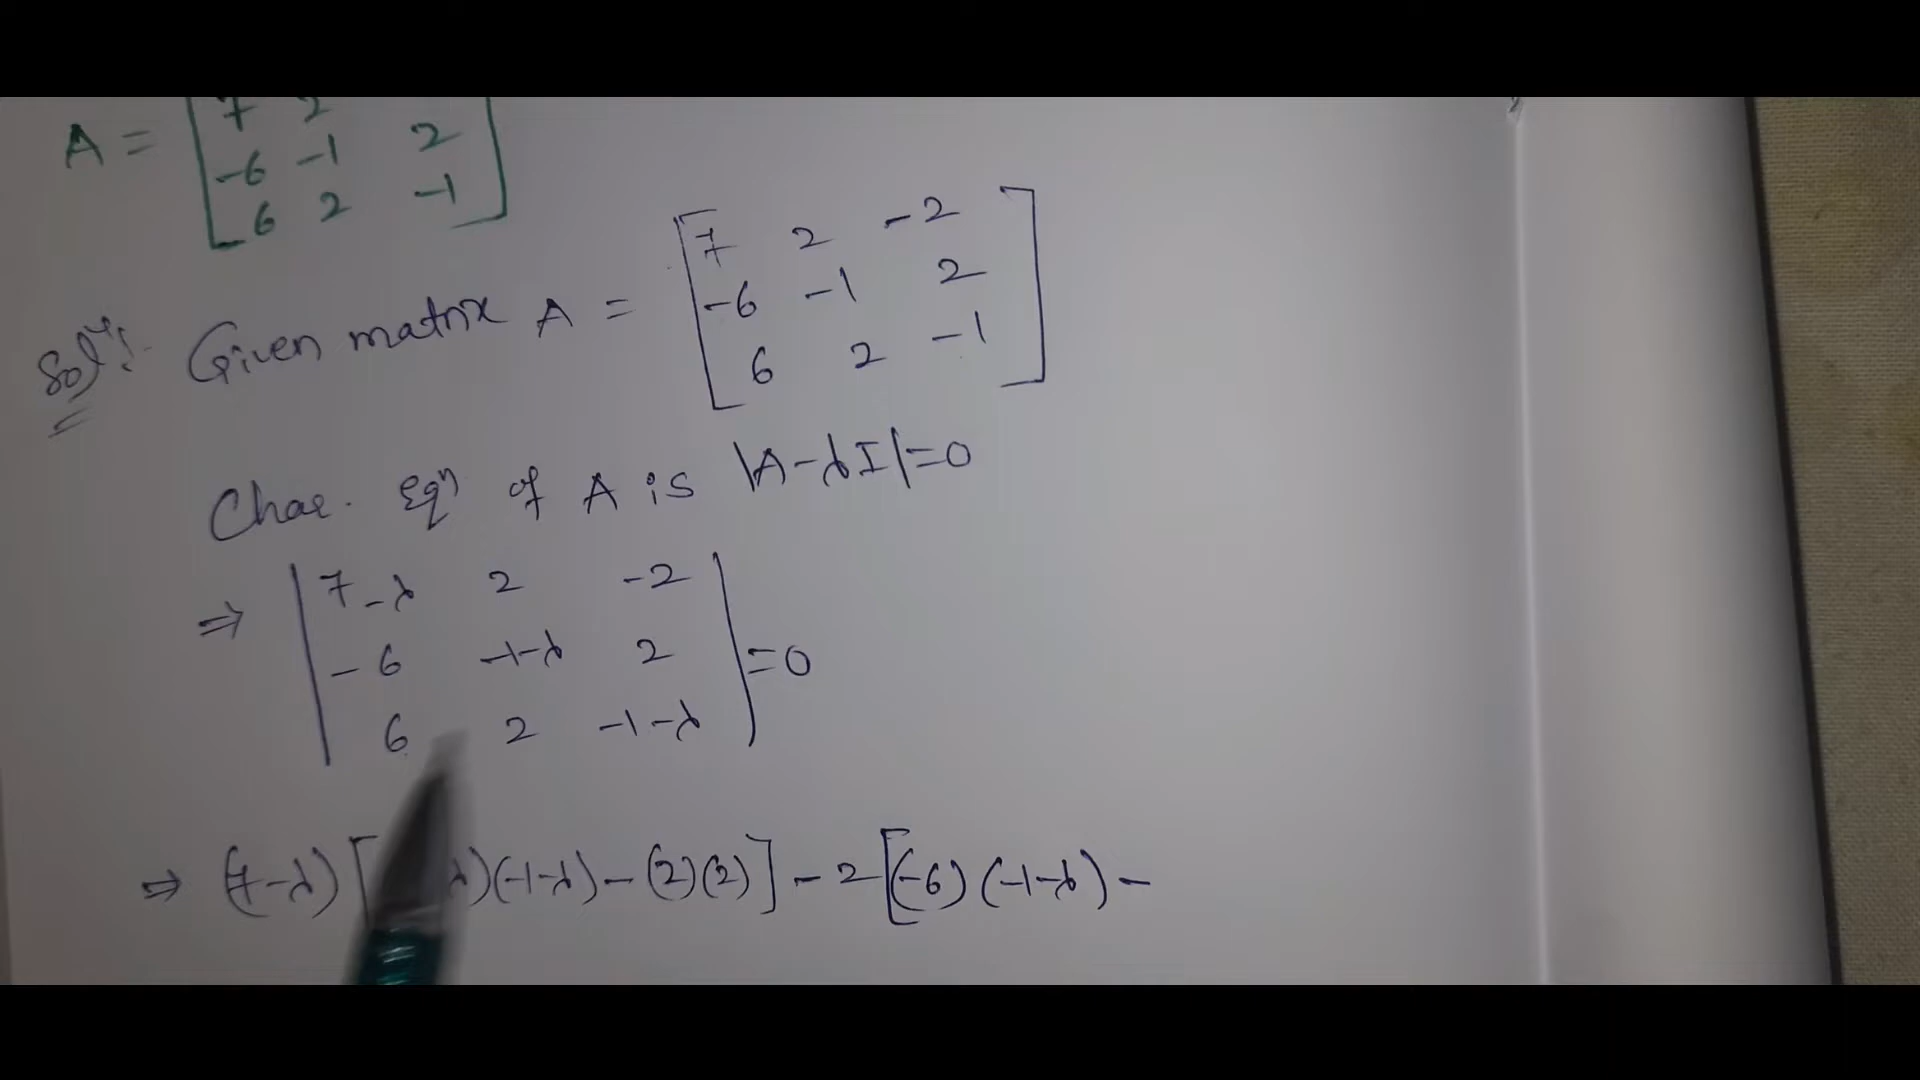 7 2
A = -6 -1 2
6 2 -1
Sol^n:- Given matrix A = [7 2 -2
-6 -1 2
6 2 -1]
Char. Eq^n of A is |A-λI|=0
⇒ |7-λ 2 -2
-6 -1-λ 2
6 2 -1-λ| =0
⇒ (7-λ)[ λ)(-1-λ)-(2)(2)] -2[(-6)(-1-λ)-